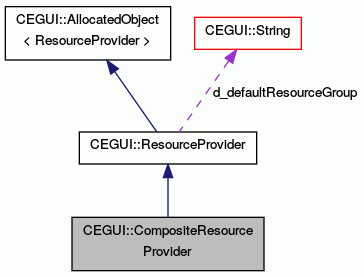 CEGUI::AllocatedObject
< ResourceProvider >
CEGUI::String
d_defaultResourceGroup
CEGUI::ResourceProvider
CEGUI::CompositeResource
Provider